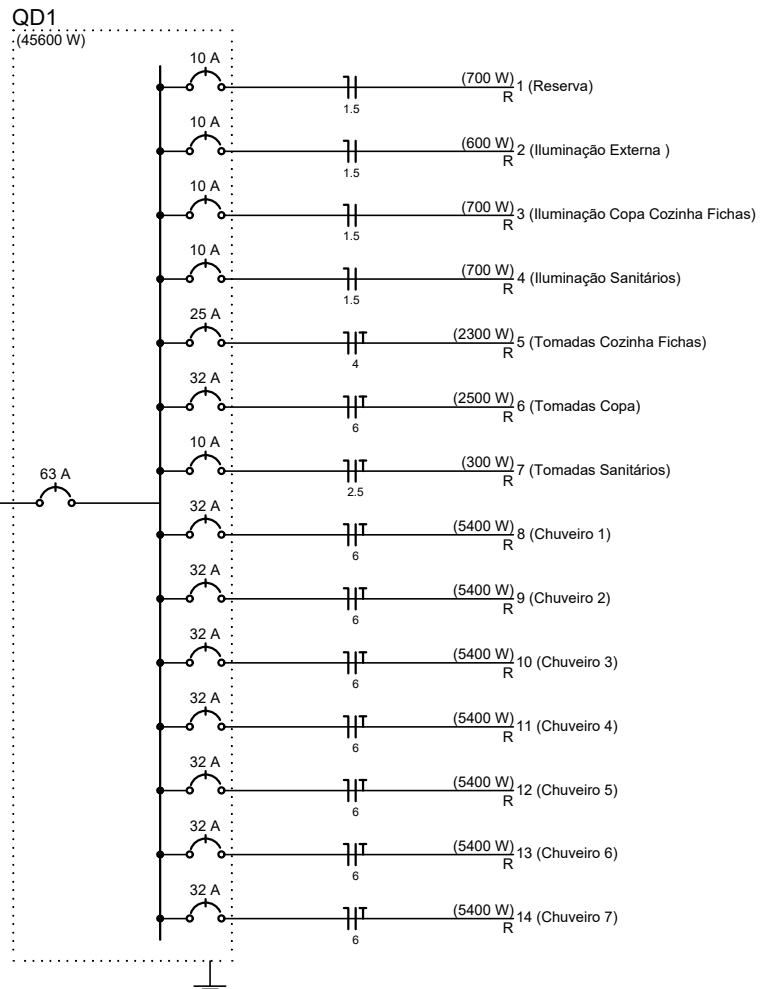 QD1
(45600 W)
63 A
10 A
(700 W)
R
1 (Reserva)
1.5
10 A
(600 W)
R
2 (Iluminação Externa )
1.5
10 A
(700 W)
R
3 (Iluminação Copa Cozinha Fichas)
1.5
10 A
(700 W)
R
4 (Iluminação Sanitários)
1.5
25 A
(2300 W)
R
5 (Tomadas Cozinha Fichas)
4
32 A
(2500 W)
R
6 (Tomadas Copa)
6
10 A
(300 W)
R
7 (Tomadas Sanitários)
2.5
32 A
(5400 W)
R
8 (Chuveiro 1)
6
32 A
(5400 W)
R
9 (Chuveiro 2)
6
32 A
(5400 W)
R
10 (Chuveiro 3)
6
32 A
(5400 W)
R
11 (Chuveiro 4)
6
32 A
(5400 W)
R
12 (Chuveiro 5)
6
32 A
(5400 W)
R
13 (Chuveiro 6)
6
32 A
(5400 W)
R
14 (Chuveiro 7)
6